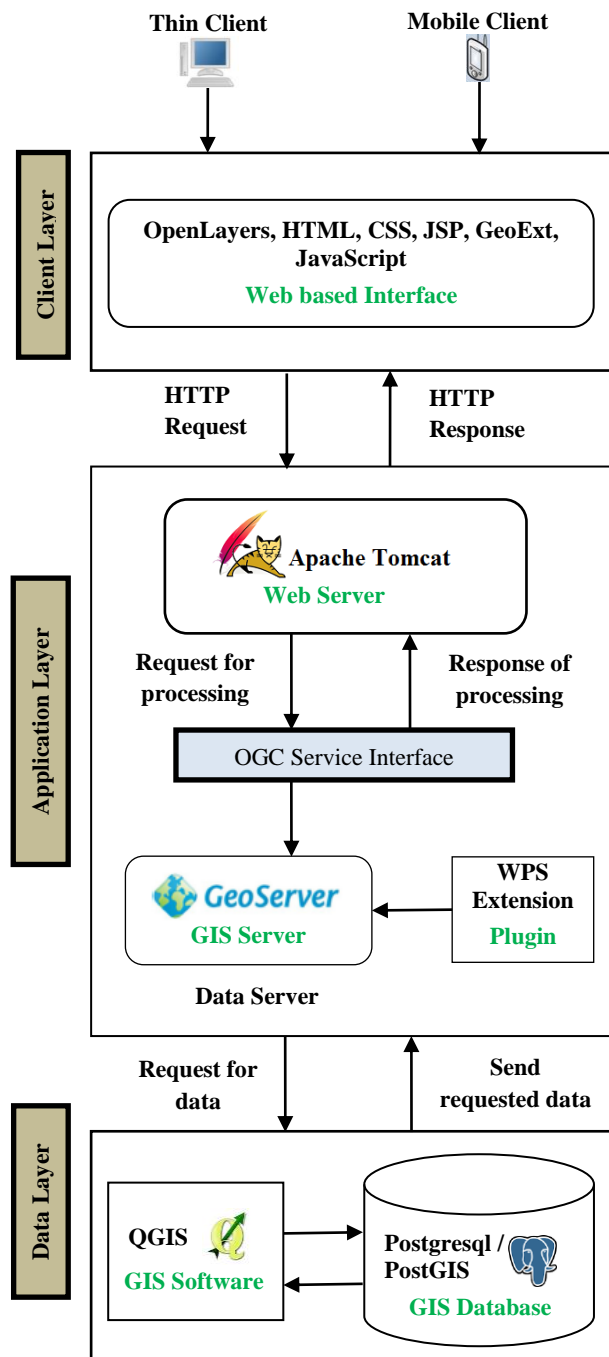 Thin Client
Mobile Client
Client Layer
OpenLayers, HTML, CSS, JSP, GeoExt,
JavaScript
Web based Interface
HTTP
Request
HTTP
Response
Application Layer
Apache Tomcat
Web Server
Request for
processing
Response of
processing
OGC Service Interface
GeoServer
GIS Server
WPS
Extension
Plugin
Data Server
Request for
data
Send
requested data
Data Layer
QGIS
GIS Software
Postgresql /
PostGIS
GIS Database